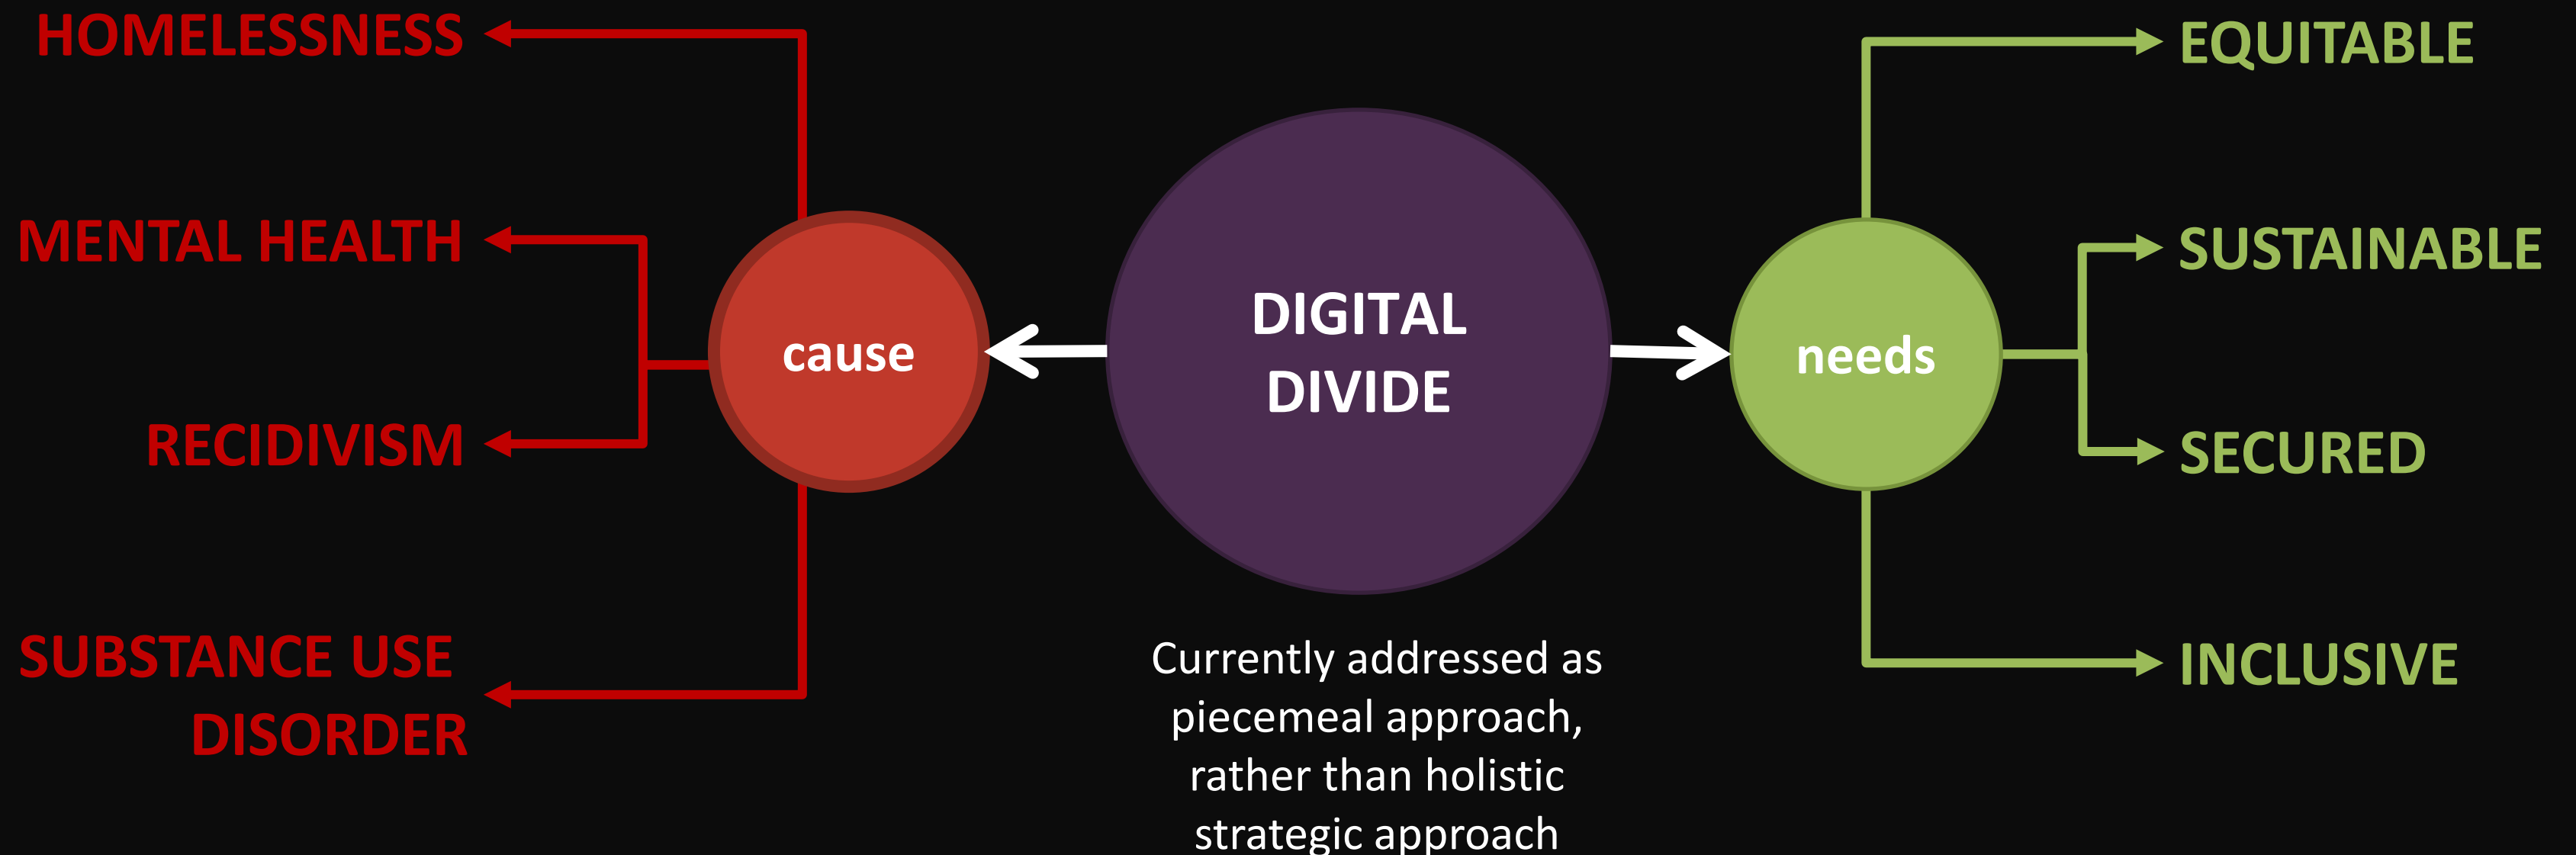 HOMELESSNESS
MENTAL HEALTH
RECIDIVISM
SUBSTANCE USE
DISORDER
cause
DIGITAL
DIVIDE
Currently addressed as
piecemeal approach,
rather than holistic
strategic approach
needs
EQUITABLE
SUSTAINABLE
SECURED
INCLUSIVE